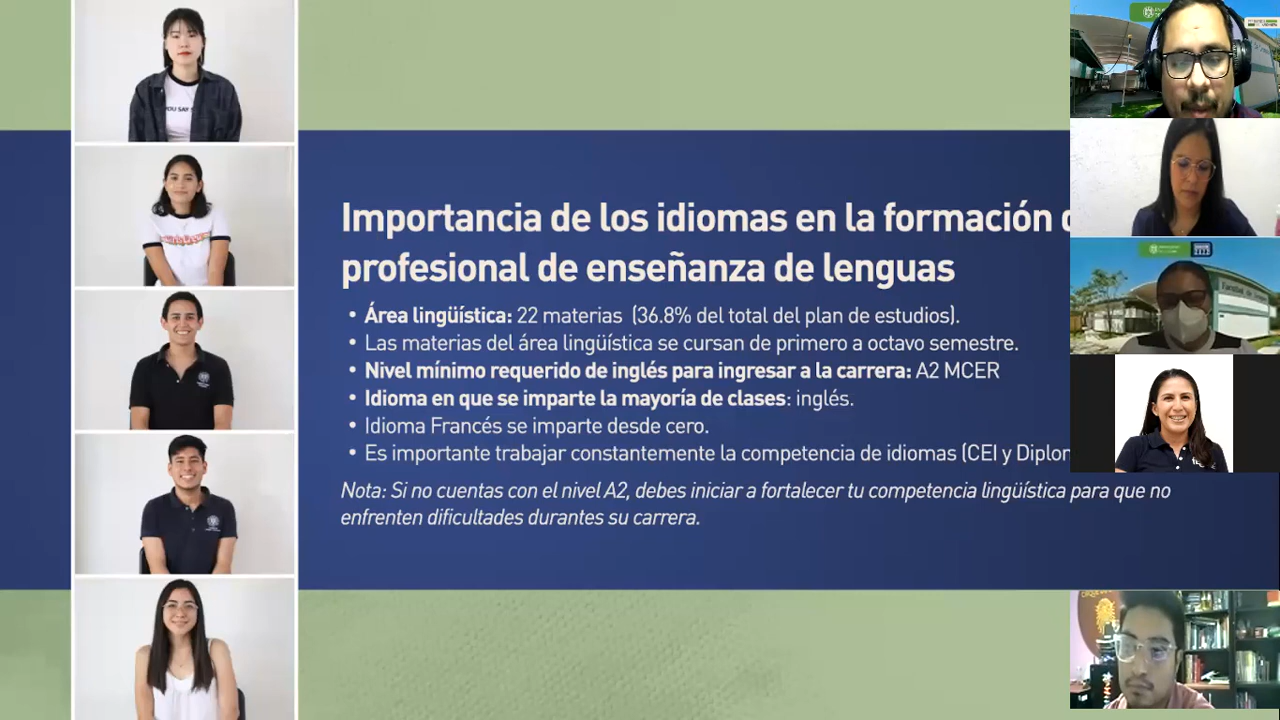 Importancia de los idiomas en la formación
profesional de enseñanza de lenguas
• Área lingüística: 22 materias (36.8% del total del plan de estudios).
• Las materias del área lingüística se cursan de primero a octavo semestre.
• Nivel mínimo requerido de inglés para ingresar a la carrera: A2 MCER
• Idioma en que se imparte la mayoría de clases: inglés.
• Idioma Francés se imparte desde cero.
• Es importante trabajar constantemente la competencia de idiomas (CEI y Diplom
Nota: Si no cuentas con el nivel A2, debes iniciar a fortalecer tu competencia lingüística para que no
enfrenten dificultades durantes su carrera.
YOU SAY